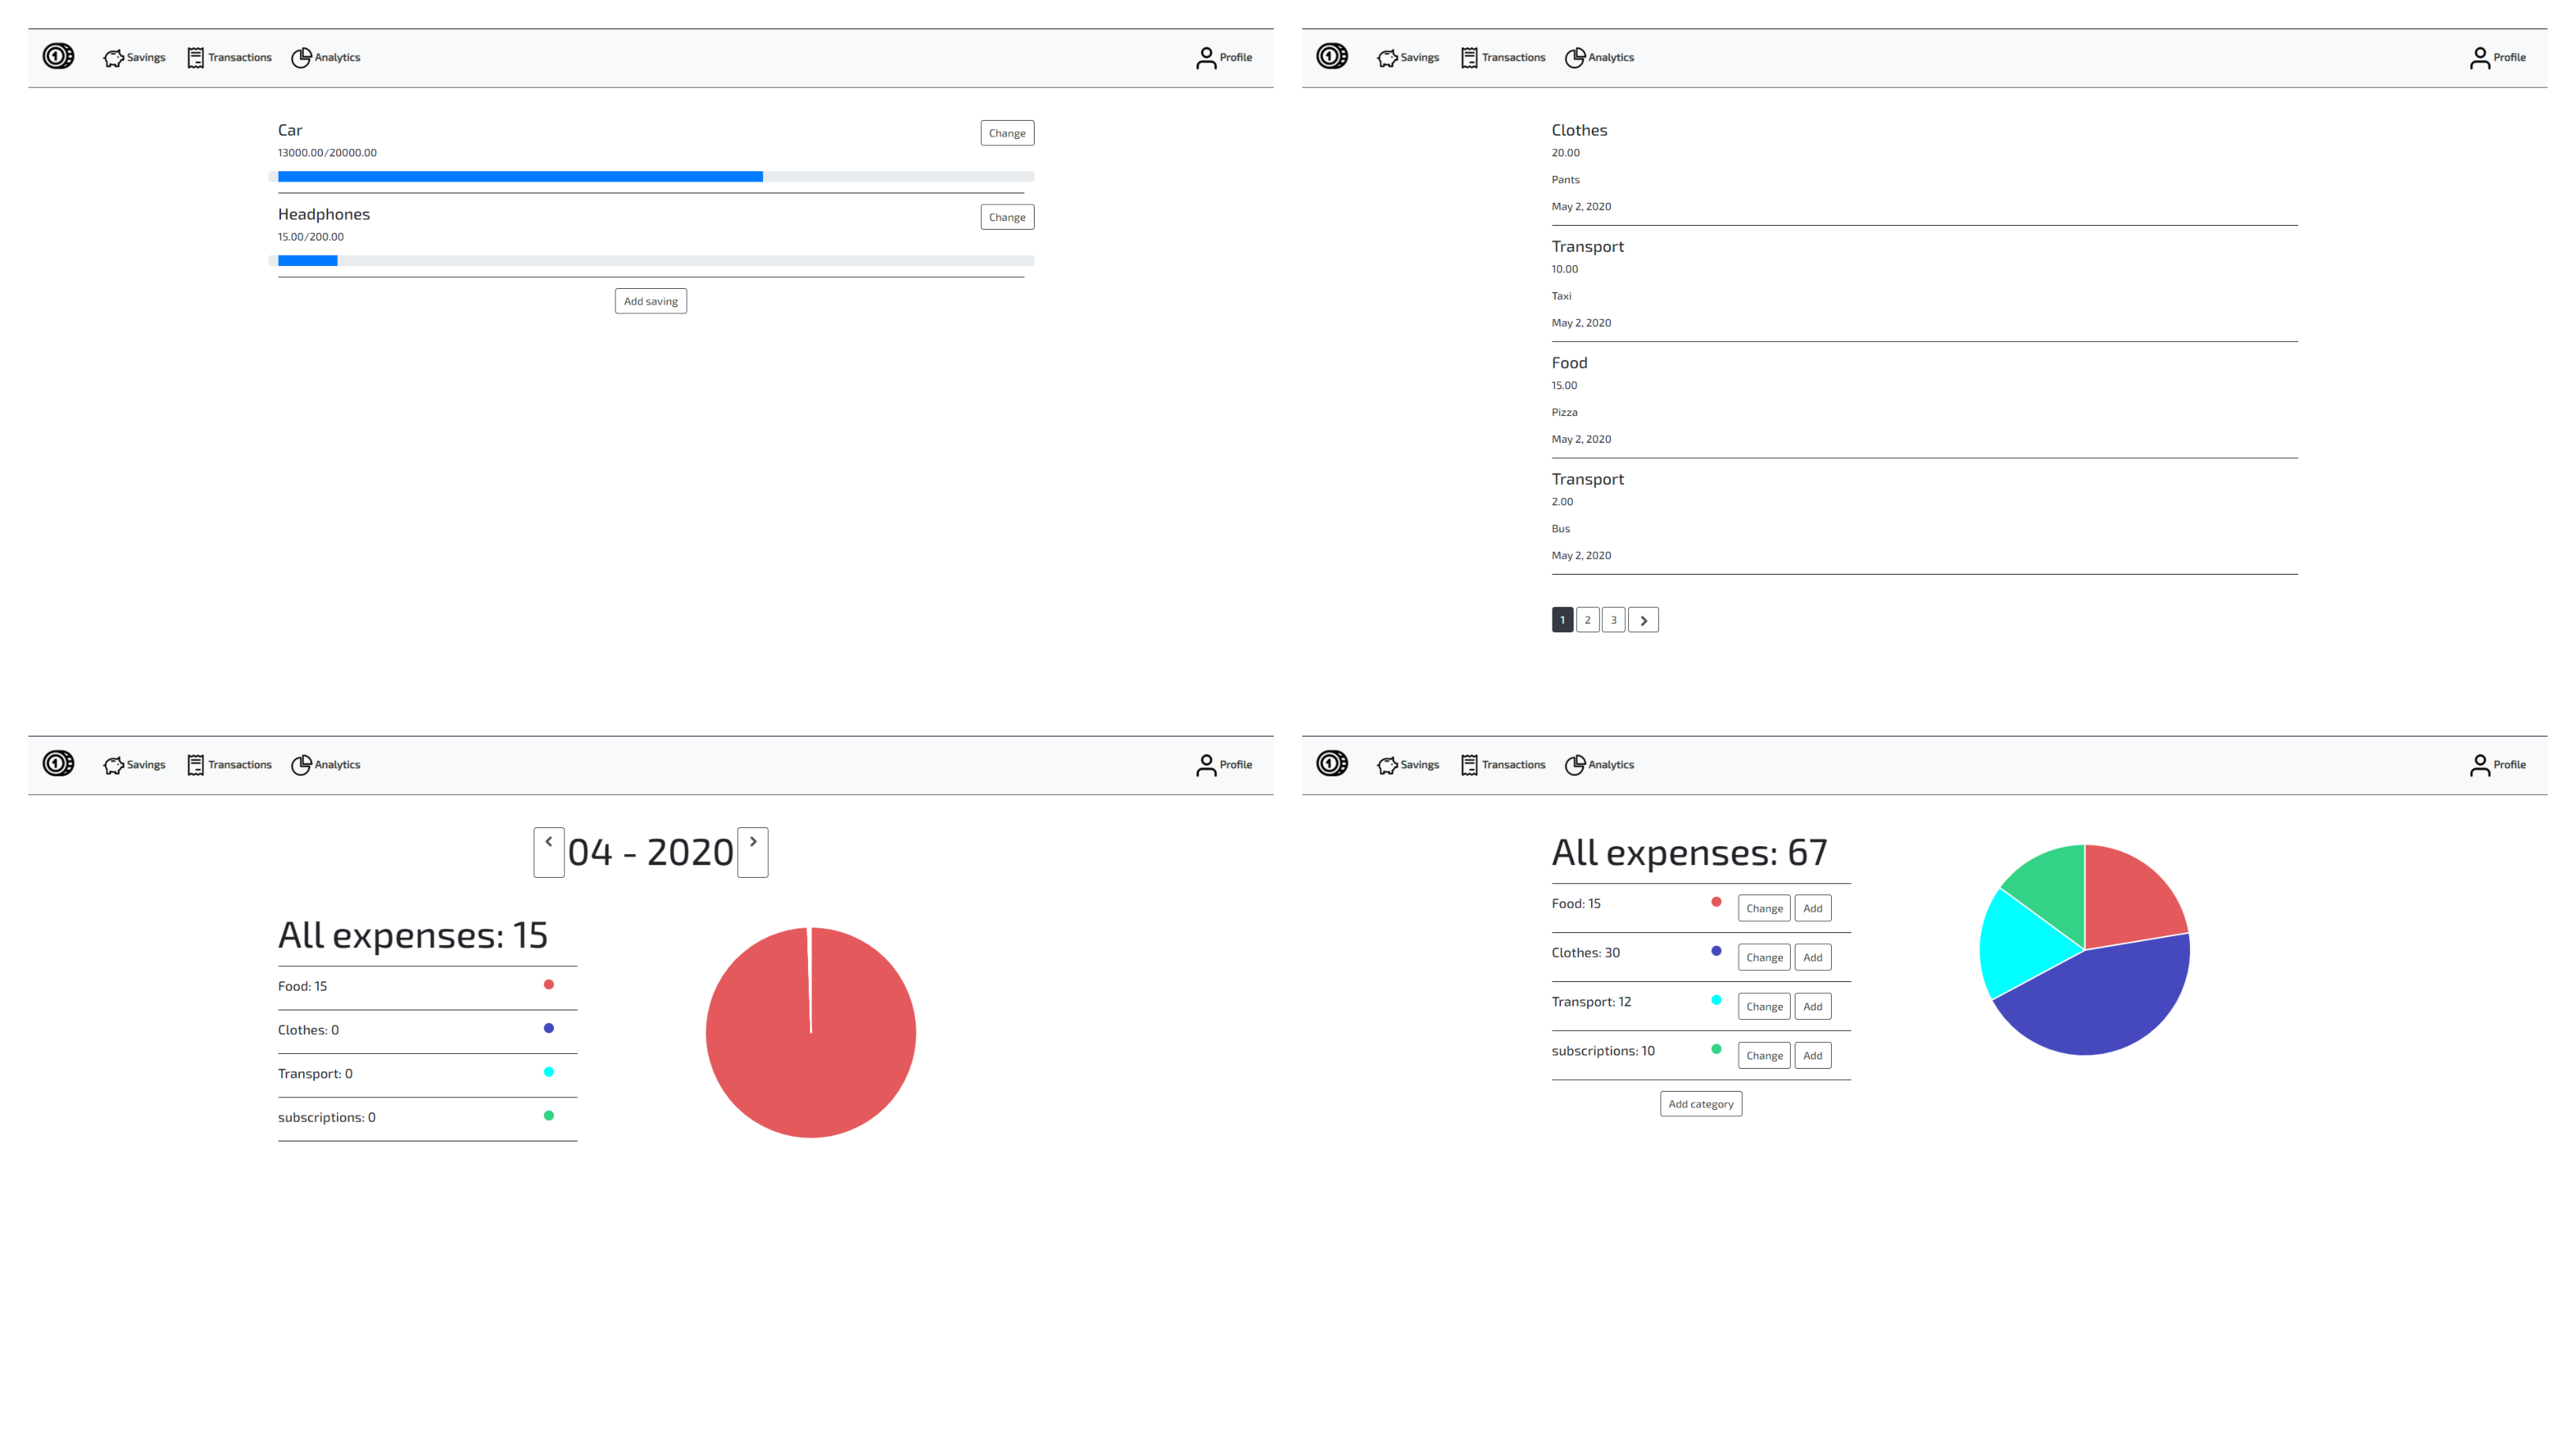 1 Savings Transactions Analytics Profile
Car Change
13000.00/20000.00
Headphones Change
15.00/200.00
Add saving
1 Savings Transactions Analytics Profile
Clothes
20.00
Pants
May 2, 2020
Transport
10.00
Taxi
May 2, 2020
Food
15.00
Pizza
May 2, 2020
Transport
2.00
Bus
May 2, 2020
1 2 3 >
1 Savings Transactions Analytics Profile
< 04 - 2020 >
All expenses: 15
Food: 15
Clothes: 0
Transport: 0
subscriptions: 0
1 Savings Transactions Analytics Profile
All expenses: 67
Food: 15 Change Add
Clothes: 30 Change Add
Transport: 12 Change Add
subscriptions: 10 Change Add
Add category